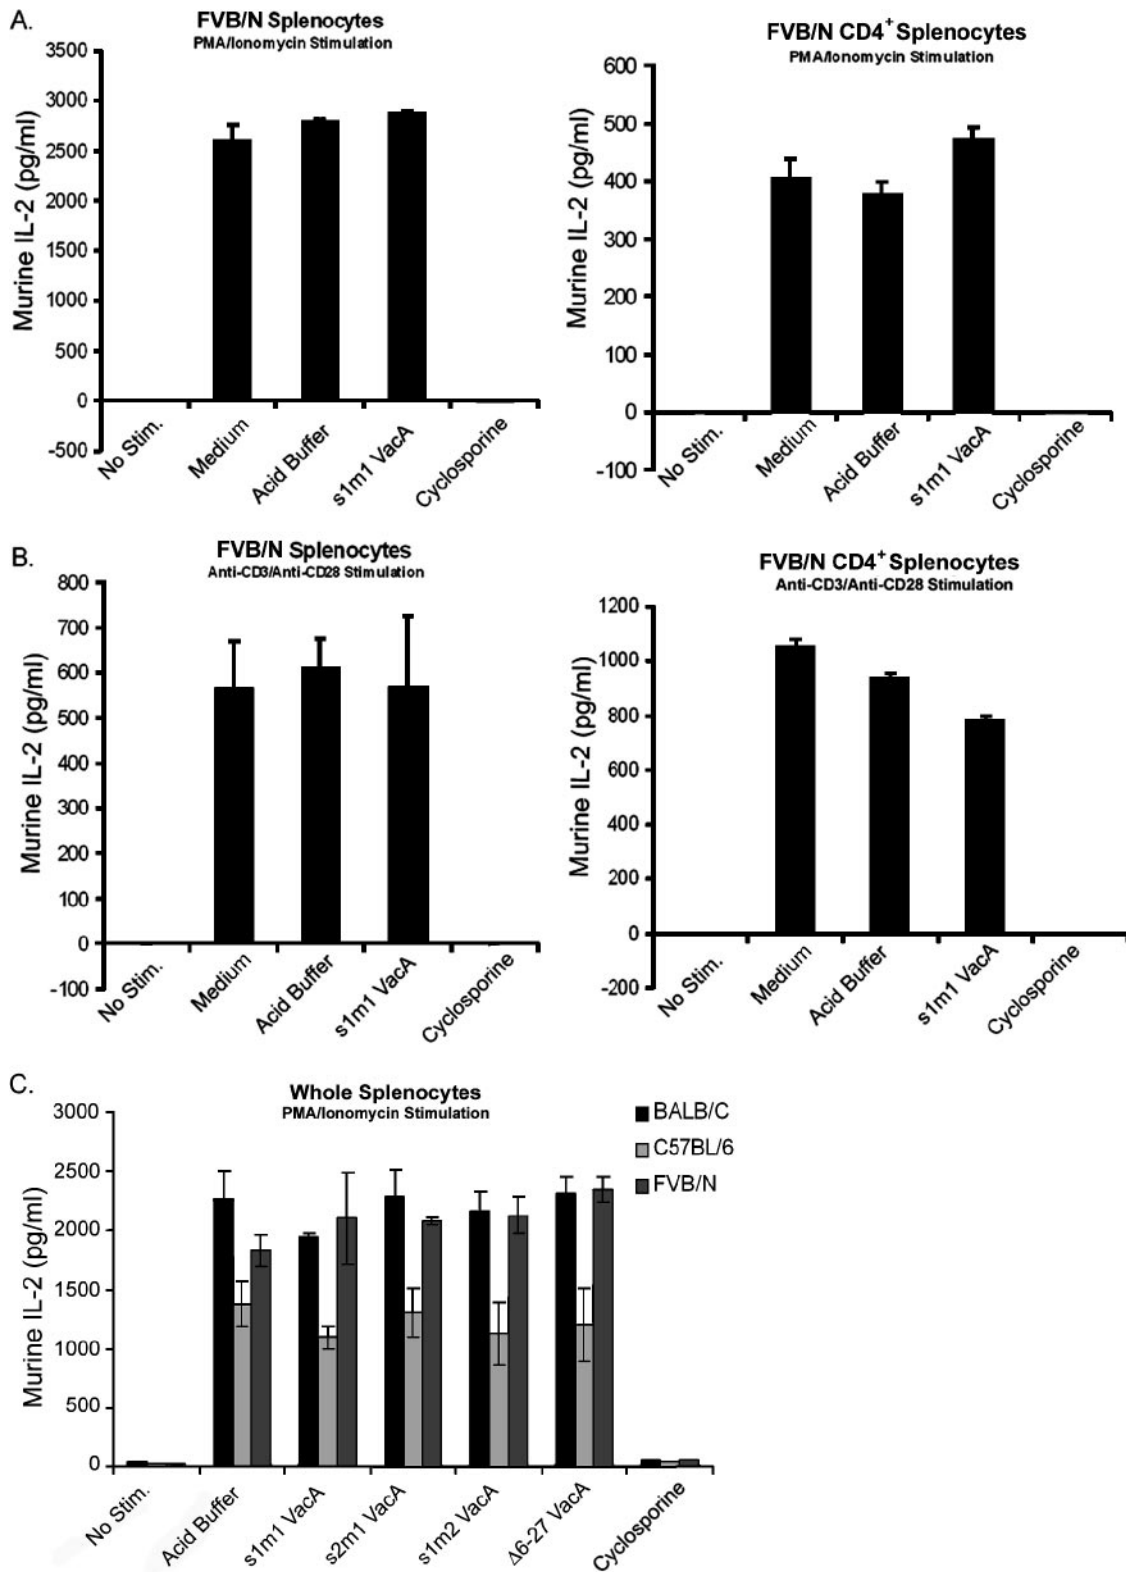 A.
FVB/N Splenocytes
PMA/Ionomycin Stimulation
Murine IL-2 (pg/ml)
3500
3000
2500
2000
1500
1000
500
0
-500
No Stim.
Medium
Acid Buffer
s1m1 VacA
Cyclosporine
FVB/N CD4+ Splenocytes
PMA/Ionomycin Stimulation
Murine IL-2 (pg/ml)
600
500
400
300
200
100
0
-100
No Stim.
Medium
Acid Buffer
s1m1 VacA
Cyclosporine
B.
FVB/N Splenocytes
Anti-CD3/Anti-CD28 Stimulation
Murine IL-2 (pg/ml)
800
700
600
500
400
300
200
100
0
-100
No Stim.
Medium
Acid Buffer
s1m1 VacA
Cyclosporine
FVB/N CD4+ Splenocytes
Anti-CD3/Anti-CD28 Stimulation
Murine IL-2 (pg/ml)
1200
1000
800
600
400
200
0
-200
No Stim.
Medium
Acid Buffer
s1m1 VacA
Cyclosporine
C.
Whole Splenocytes
PMA/Ionomycin Stimulation
Murine IL-2 (pg/ml)
3000
2500
2000
1500
1000
500
0
No Stim.
Acid Buffer
s1m1 VacA
s2m1 VacA
s1m2 VacA
Δ6-27 VacA
Cyclosporine
BALB/C
C57BL/6
FVB/N